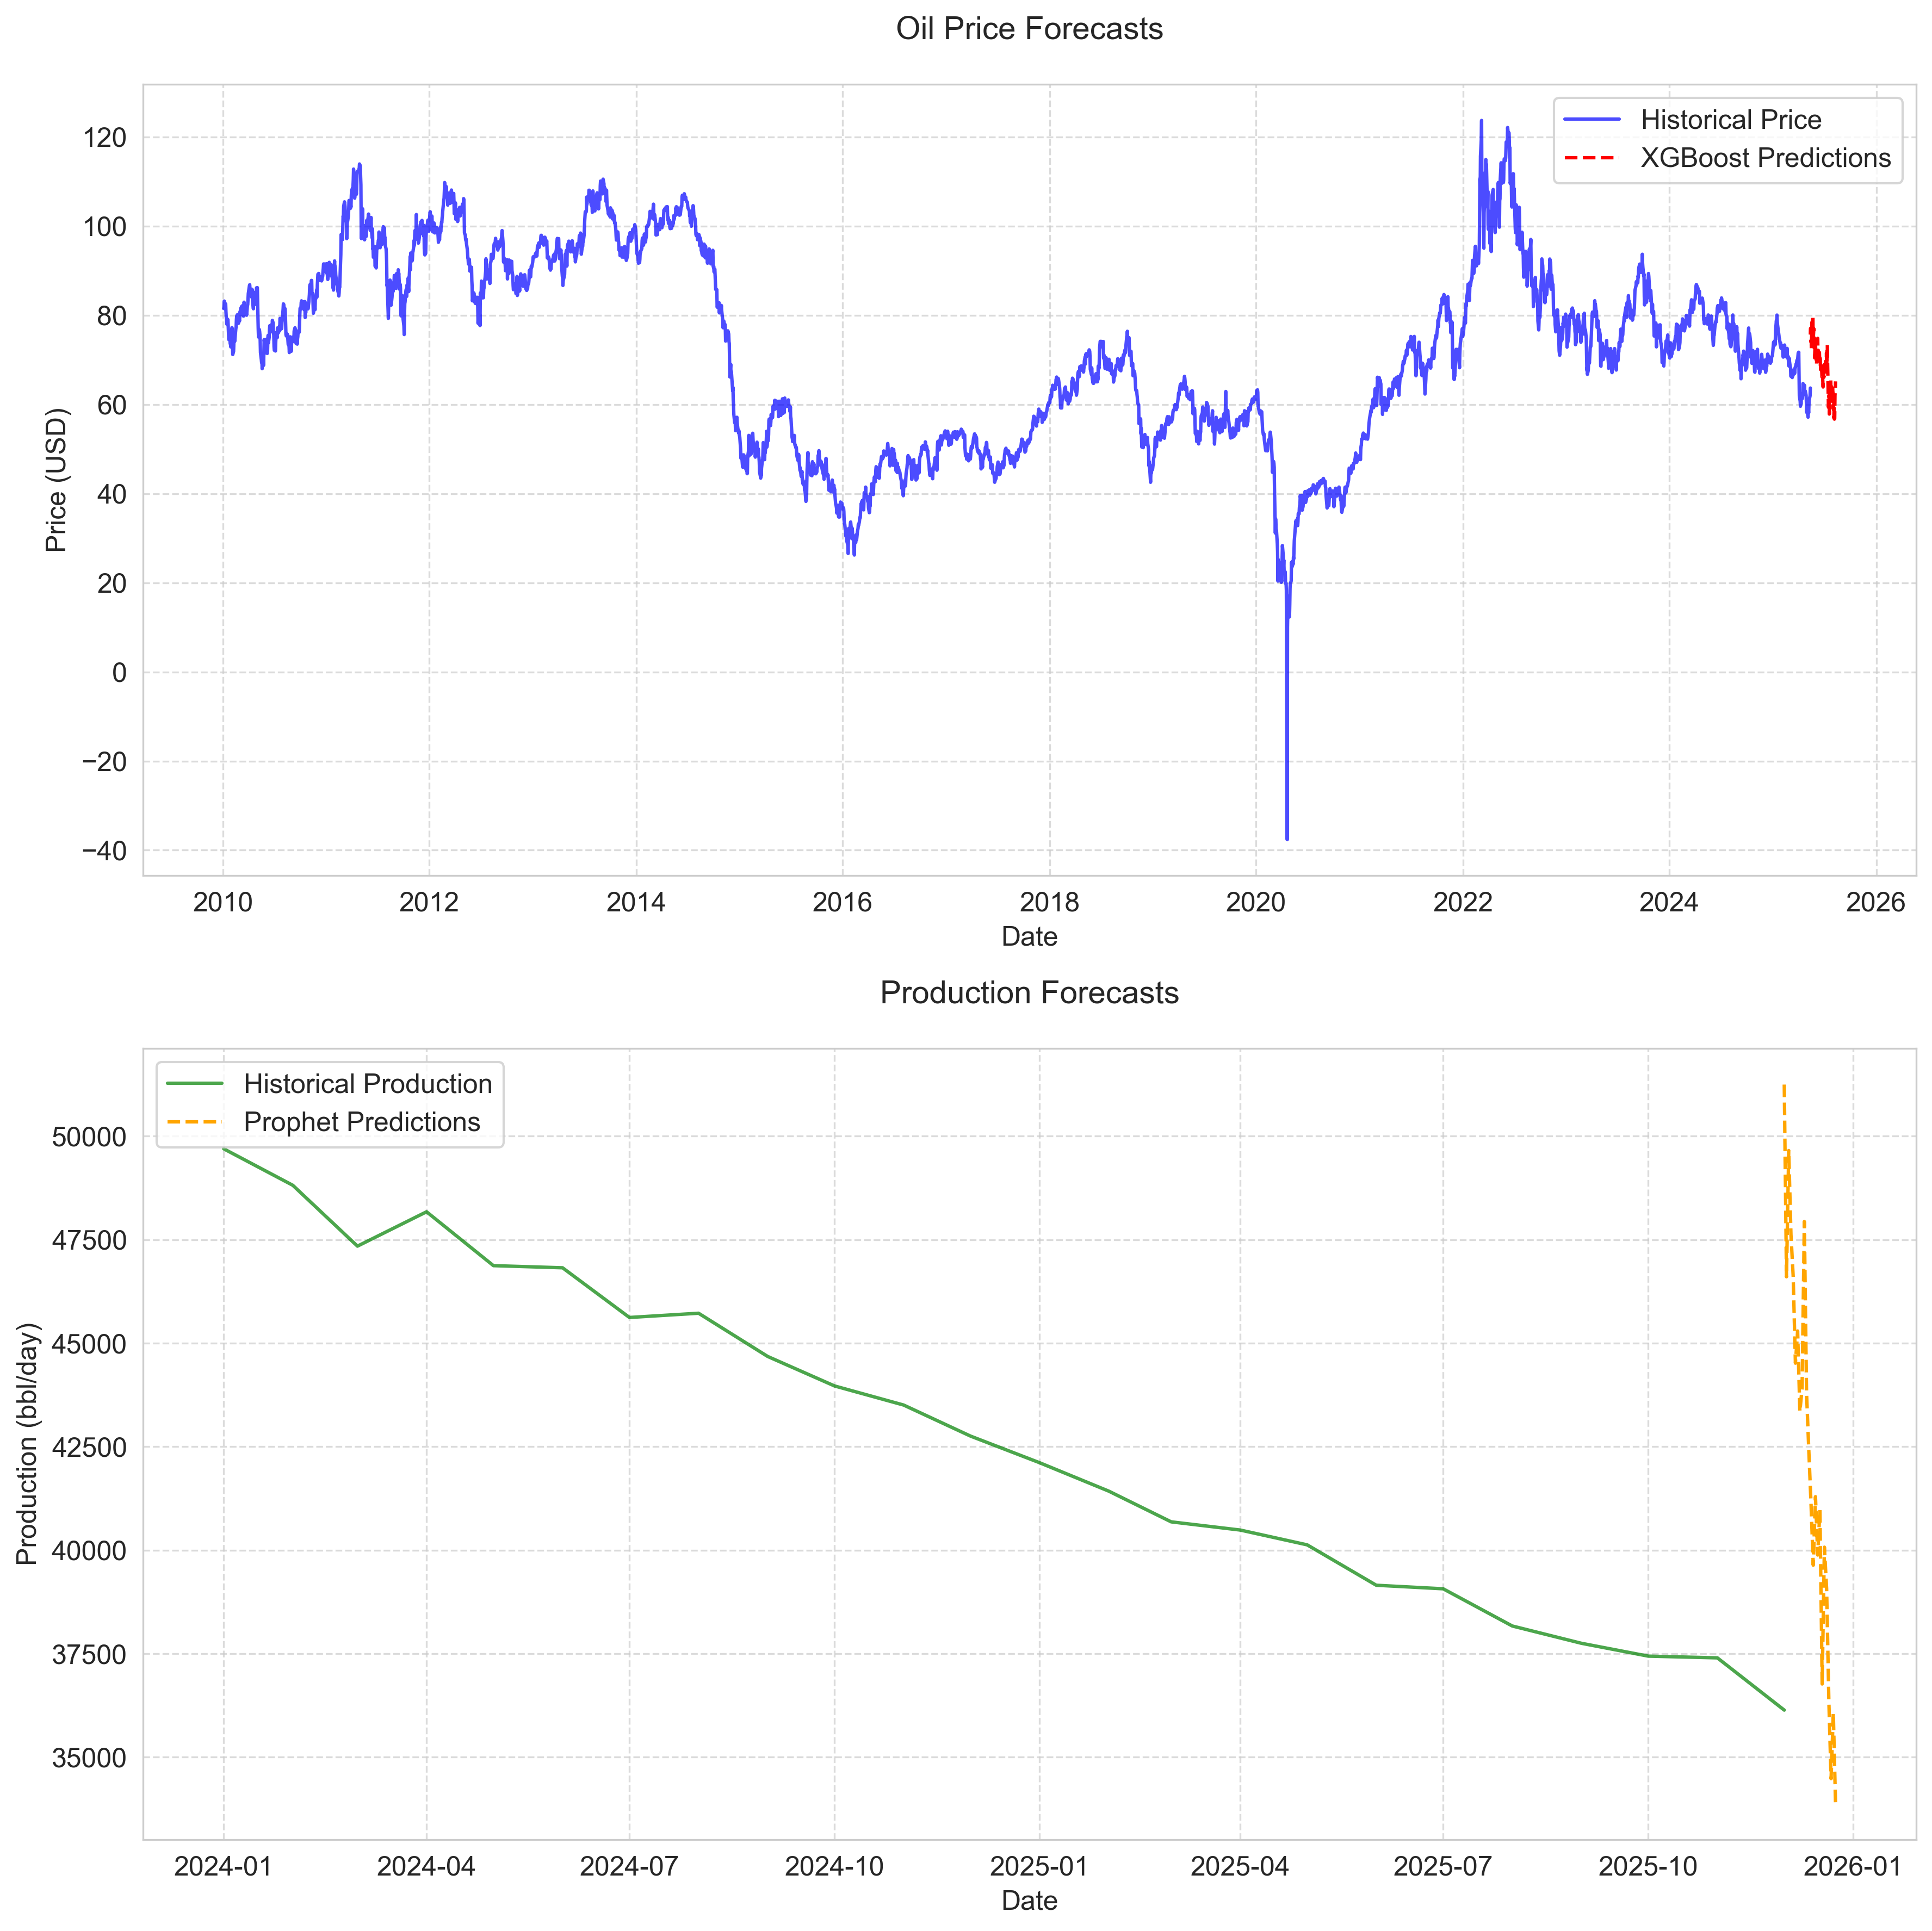 Oil Price Forecasts
Historical Price
XGBoost Predictions
Price (USD)
120
100
80
60
40
20
0
−20
−40
2010 2012 2014 2016 2018 2020 2022 2024 2026
Date
Production Forecasts
Historical Production
Prophet Predictions
Production (bbl/day)
50000
47500
45000
42500
40000
37500
35000
2024-01 2024-04 2024-07 2024-10 2025-01 2025-04 2025-07 2025-10 2026-01
Date